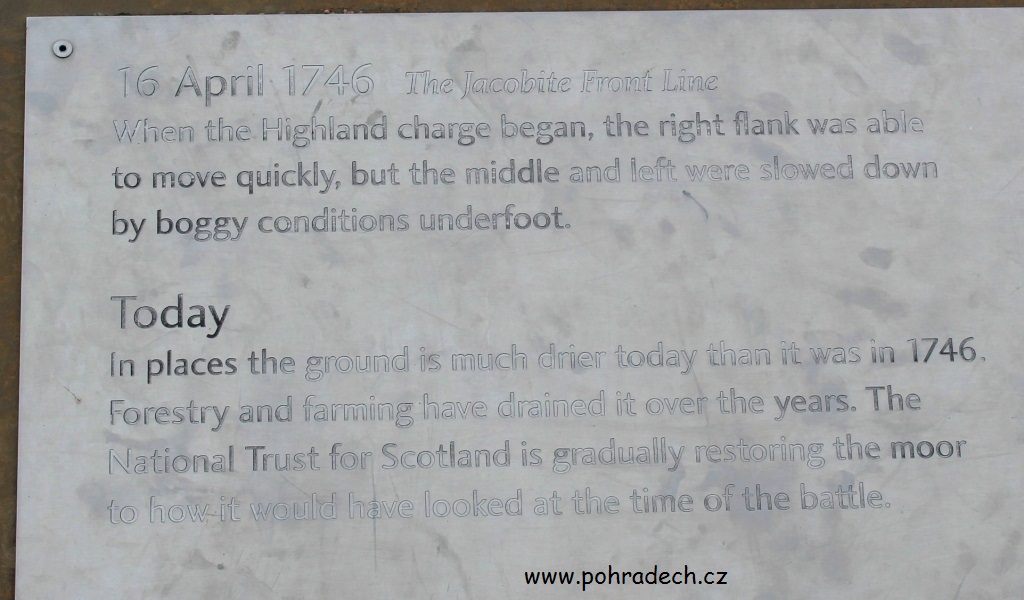 16 April 1746 The Jacobite Front Line
When the Highland charge began, the right flank was able
to move quickly, but the middle and left were slowed down
by boggy conditions underfoot.
Today
In places the ground is much drier today than it was in 1746.
Forestry and farming have drained it over the years. The
National Trust for Scotland is gradually restoring the moor
to how it would have looked at the time of the battle.
www.pohradech.cz